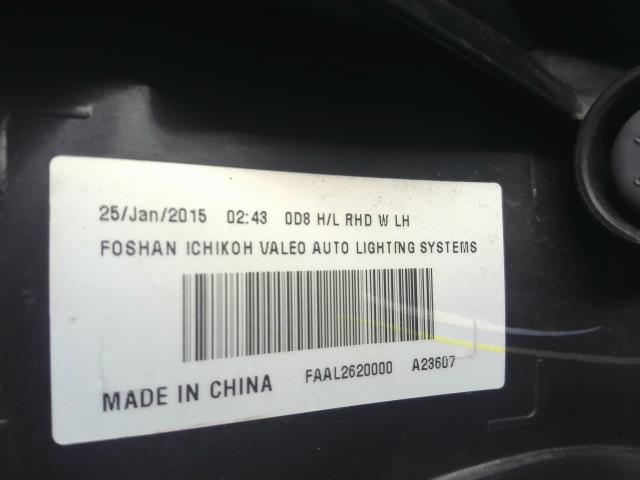 25/Jan/2015 02:43 0D8 H/L RHD W LH
FOSHAN ICHIKOH VALEO AUTO LIGHTING SYSTEMS
MADE IN CHINA FAAL2620000 A23607